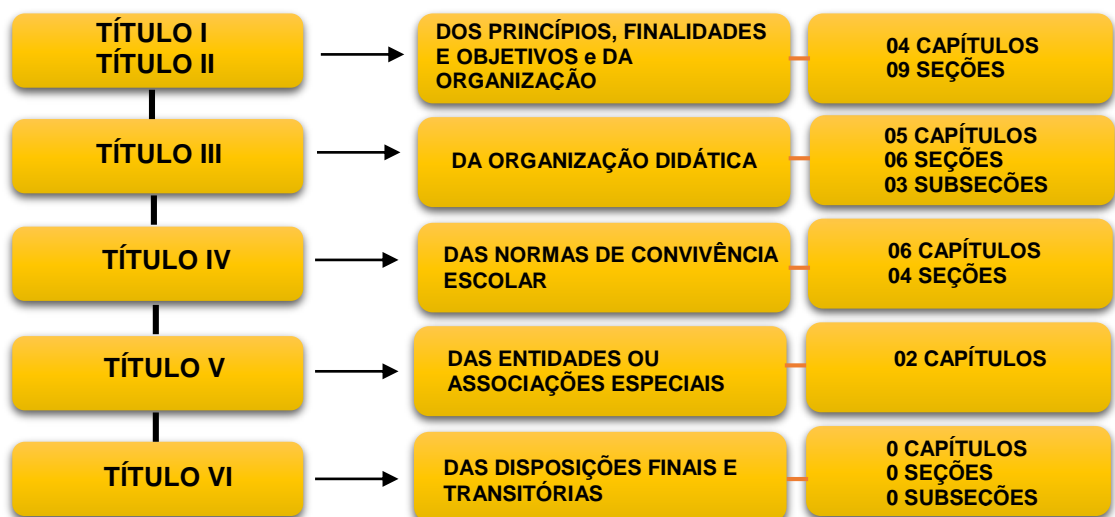 TÍTULO I
TÍTULO II
DOS PRINCÍPIOS, FINALIDADES
E OBJETIVOS e DA
ORGANIZAÇÃO
04 CAPÍTULOS
09 SEÇÕES
TÍTULO III
DA ORGANIZAÇÃO DIDÁTICA
05 CAPÍTULOS
06 SEÇÕES
03 SUBSECÕES
TÍTULO IV
DAS NORMAS DE CONVIVÊNCIA
ESCOLAR
06 CAPÍTULOS
04 SEÇÕES
TÍTULO V
DAS ENTIDADES OU
ASSOCIAÇÕES ESPECIAIS
02 CAPÍTULOS
TÍTULO VI
DAS DISPOSIÇÕES FINAIS E
TRANSITÓRIAS
0 CAPÍTULOS
0 SEÇÕES
0 SUBSECÕES